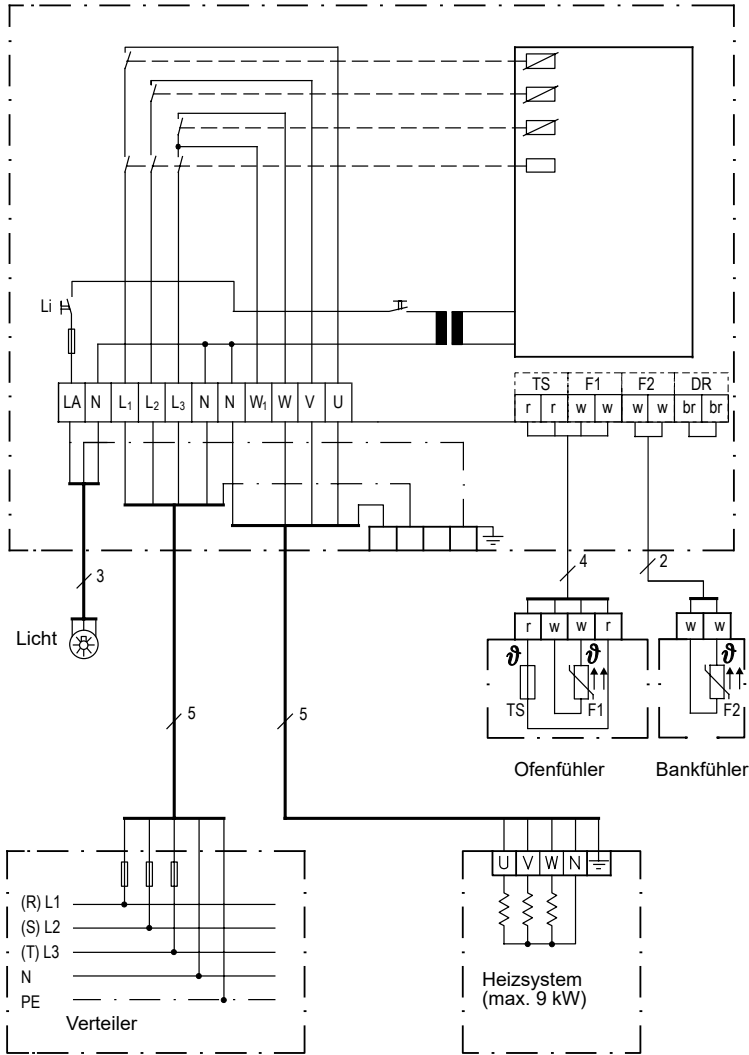 Li
LA N L1 L2 L3 N N W1 W V U
TS F1 F2 DR
r r w w w w br br
3
4
2
Licht
r w w r
w w
ϑ ϑ ϑ
TS F1 F2
5 5
Ofenfühler Bankfühler
U V W N
(R) L1
(S) L2
(T) L3
N
PE
Verteiler
Heizsystem
(max. 9 kW)